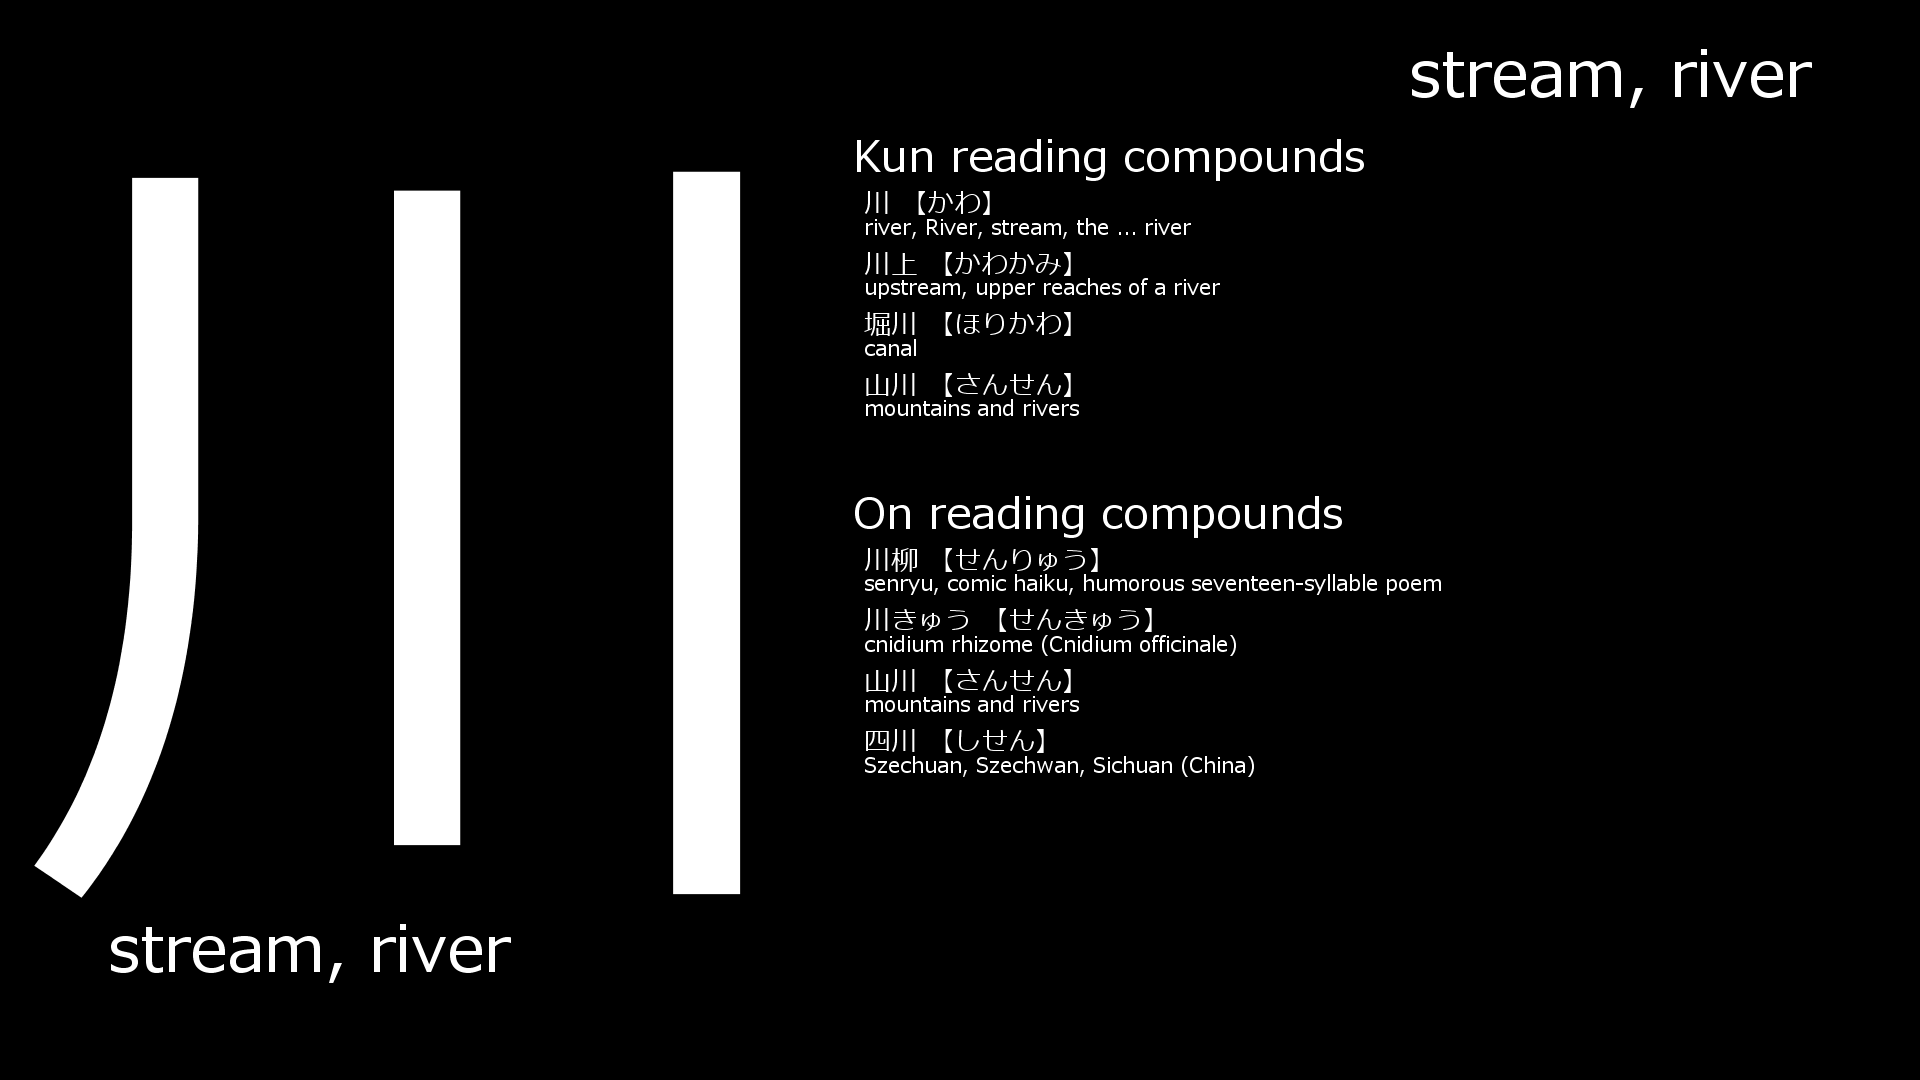 stream, river
川
stream, river
Kun reading compounds
川 【かわ】
river, River, stream, the ... river
川上 【かわかみ】
upstream, upper reaches of a river
堀川 【ほりかわ】
canal
山川 【さんせん】
mountains and rivers
On reading compounds
川柳 【せんりゅう】
senryu, comic haiku, humorous seventeen-syllable poem
川きゅう 【せんきゅう】
cnidium rhizome (Cnidium officinale)
山川 【さんせん】
mountains and rivers
四川 【しせん】
Szechuan, Szechwan, Sichuan (China)